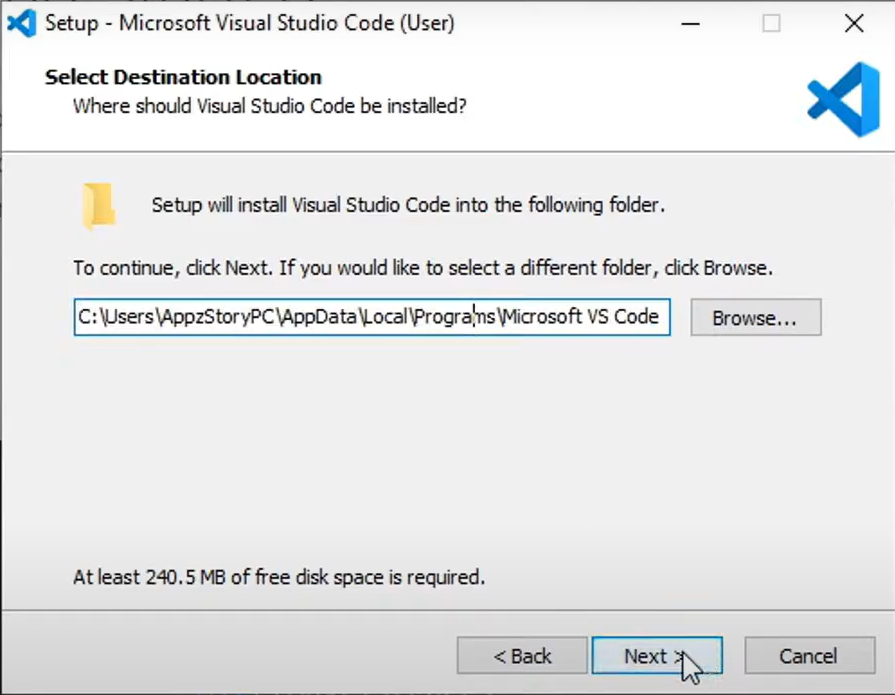 Setup - Microsoft Visual Studio Code (User)
Select Destination Location
Where should Visual Studio Code be installed?
Setup will install Visual Studio Code into the following folder.
To continue, click Next. If you would like to select a different folder, click Browse.
C:\Users\AppzStoryPC\AppData\Local\Programs\Microsoft VS Code
Browse...
At least 240.5 MB of free disk space is required.
< Back
Next >
Cancel